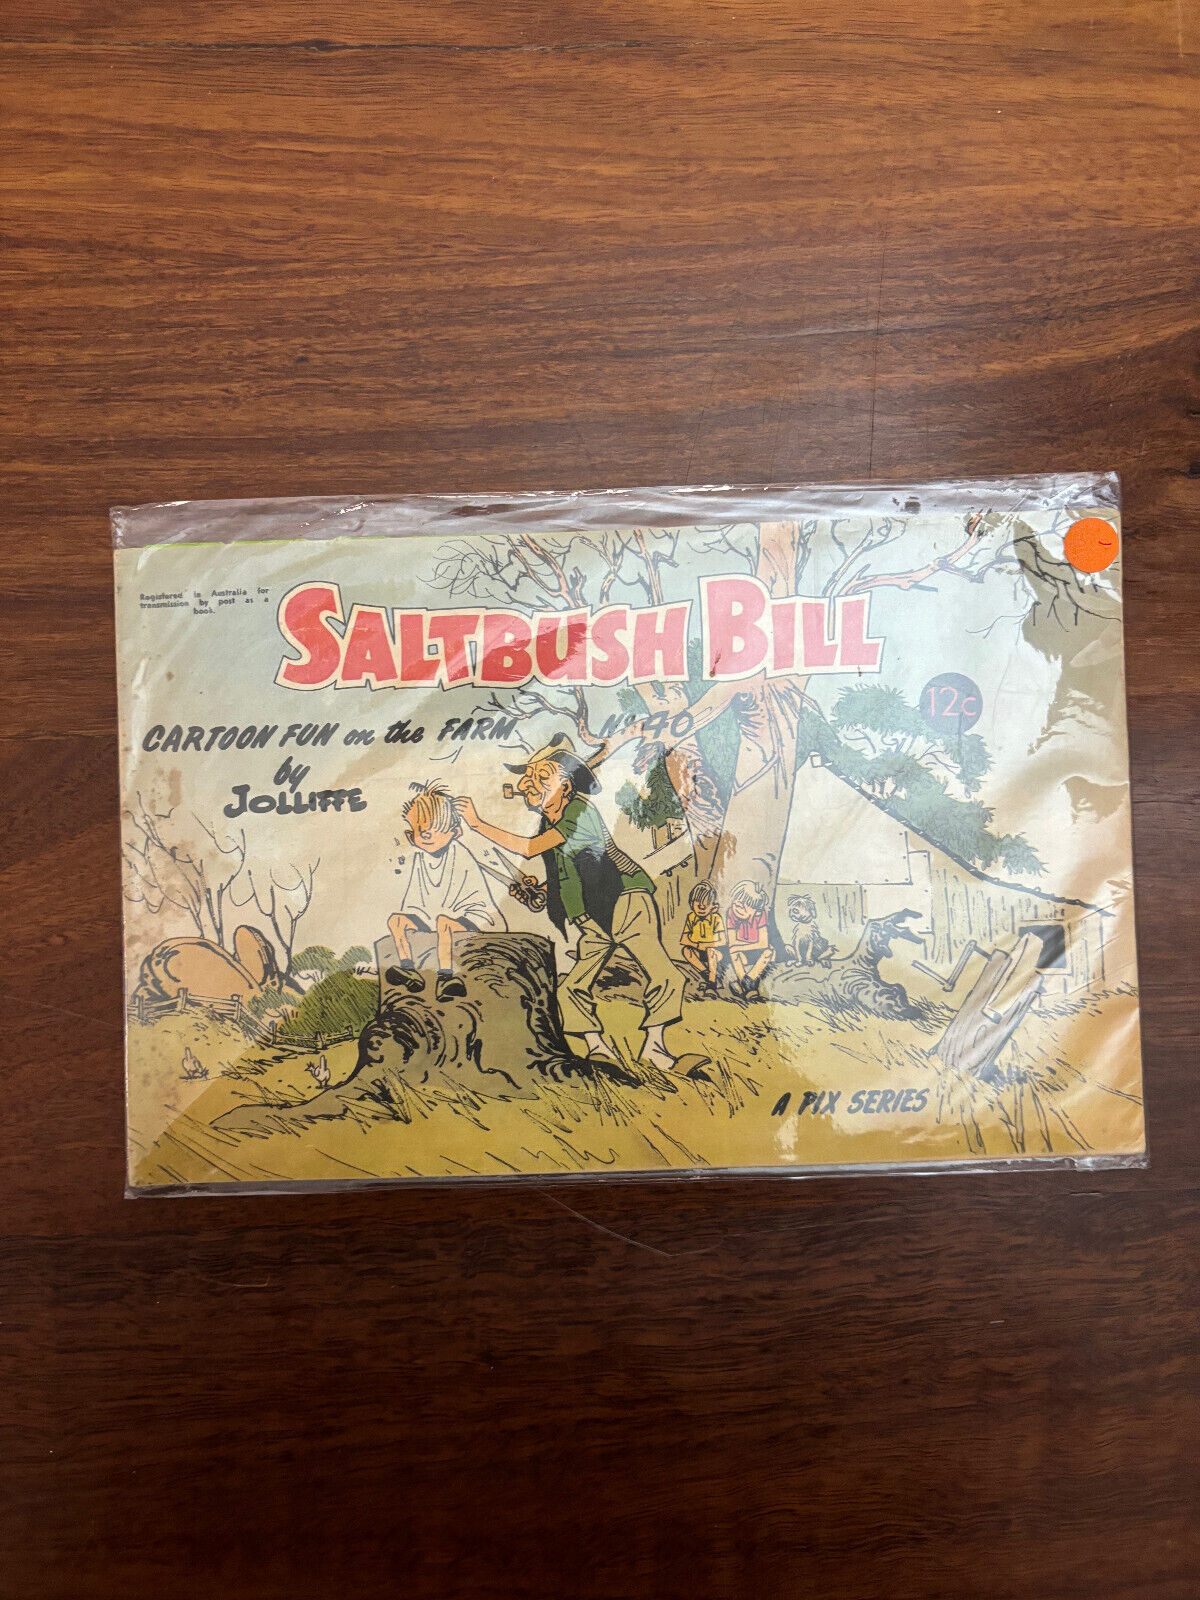 Registered in Australia for
transmission by post as a
book.
SALTBUSH BILL
12c
CARTOON FUN on the FARM
No 40
by
JOLLIFFE
A PIX SERIES